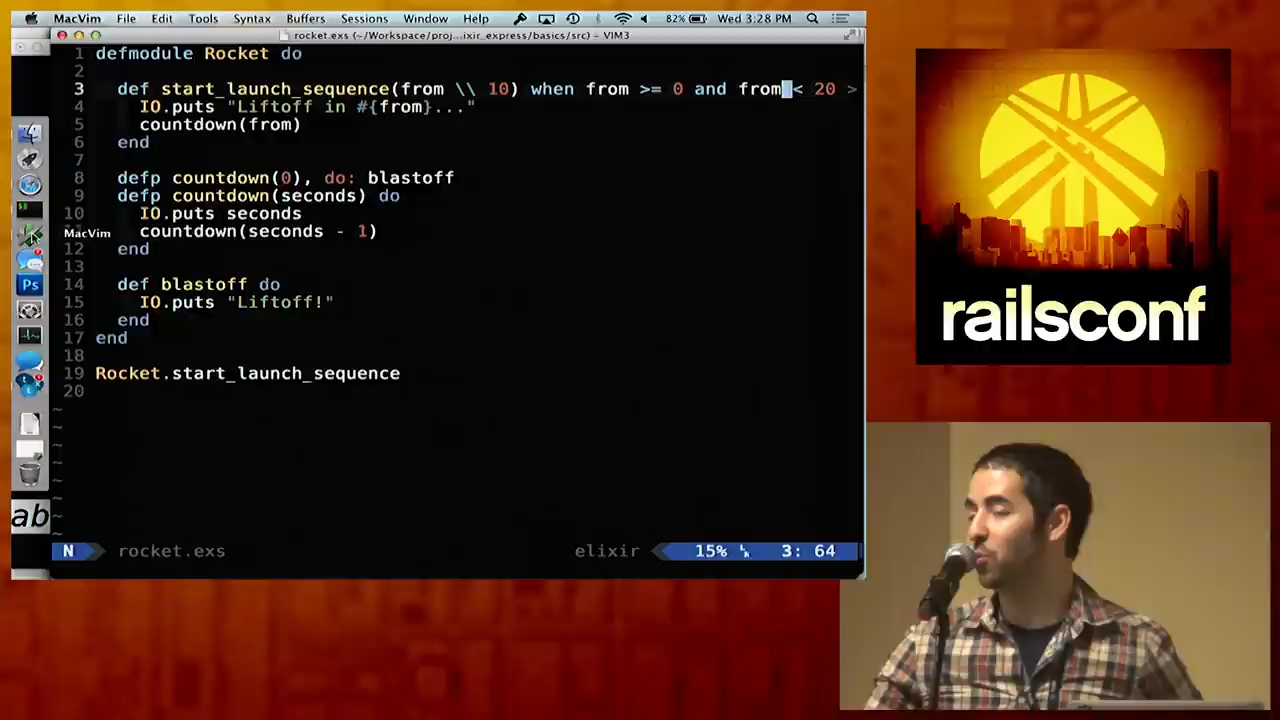 MacVim File Edit Tools Syntax Buffers Sessions Window Help 82% Wed 3:28 PM
rocket.exs (~/Workspace/proj...ixir_express/basics/src) - VIM3
1 defmodule Rocket do
2
3 def start_launch_sequence(from \\ 10) when from >= 0 and from < 20 >
4 IO.puts "Liftoff in #{from}..."
5 countdown(from)
6 end
7
8 defp countdown(0), do: blastoff
9 defp countdown(seconds) do
10 IO.puts seconds
MacVim countdown(seconds - 1)
12 end
13
14 def blastoff do
15 IO.puts "Liftoff!"
16 end
17 end
18
19 Rocket.start_launch_sequence
20
~
~
~
~
~
~
~
~
N rocket.exs elixir 15% 3: 64
Ps
ab
railsconf